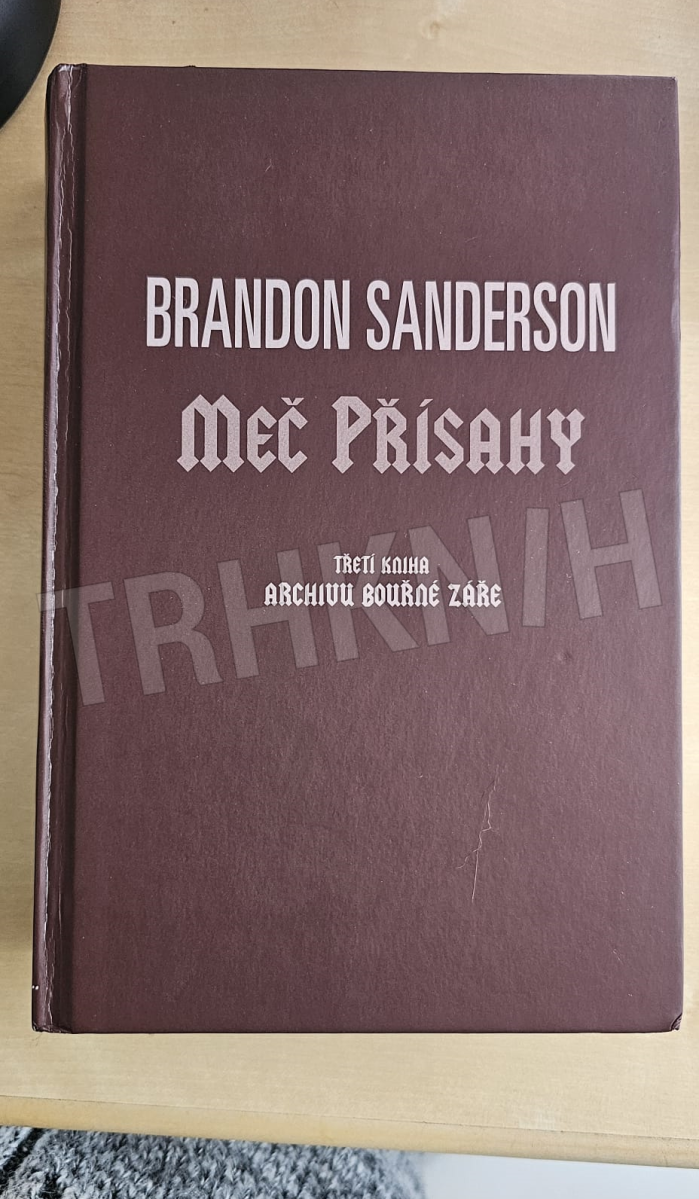 BRANDON SANDERSON
MEČ PŘÍSAHY
TŘETÍ KNIHA
ARCHIVU BOUŘNÉ ZÁŘE
TRHKNIH